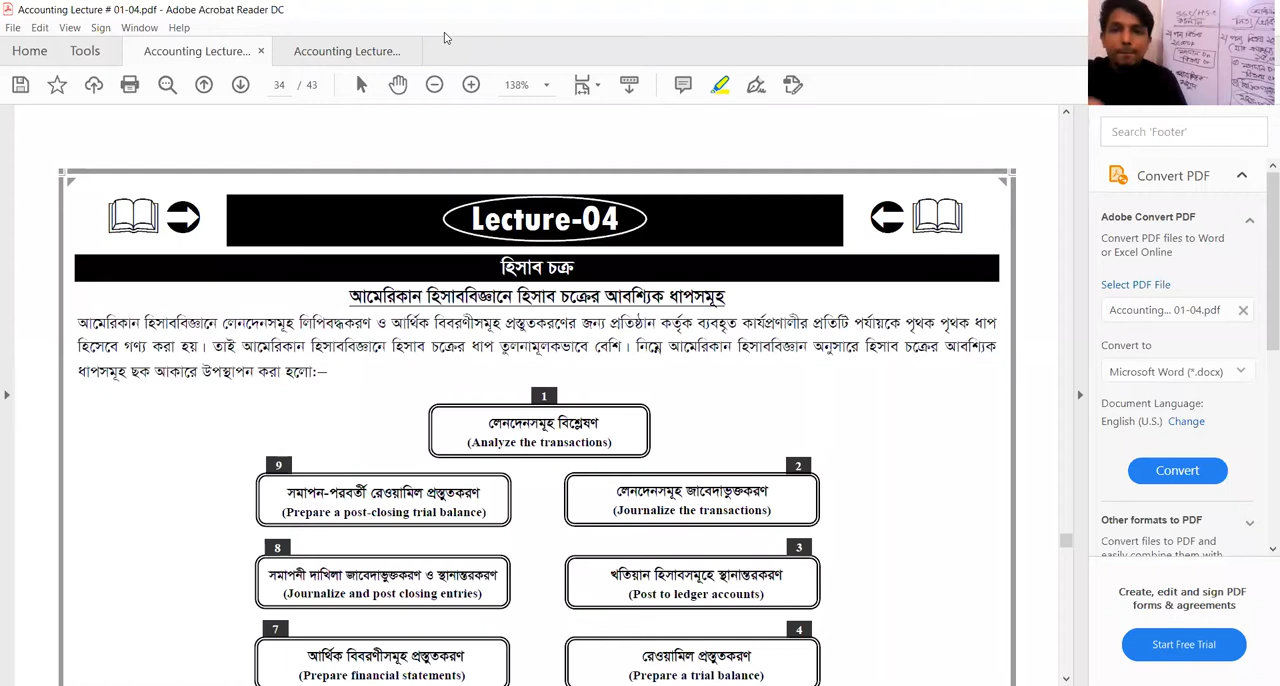 Accounting Lecture # 01-04.pdf - Adobe Acrobat Reader DC
File Edit View Sign Window Help
Home Tools Accounting Lecture... × Accounting Lecture...
34 / 43 138%
Search 'Footer'
Convert PDF
Adobe Convert PDF
Convert PDF files to Word
or Excel Online
Select PDF File
Accounting... 01-04.pdf
Convert to
Microsoft Word (*.docx)
Document Language:
English (U.S.) Change
Convert
Other formats to PDF
Convert files to PDF and
easily combine them with
Create, edit and sign PDF
forms & agreements
Start Free Trial
Lecture-04
হিসাব চক্র
আমেরিকান হিসাববিজ্ঞানে হিসাব চক্রের আবশ্যিক ধাপসমূহ
আমেরিকান হিসাববিজ্ঞানে লেনদেনসমূহ লিপিবদ্ধকরণ ও আর্থিক বিবরণীসমূহ প্রস্তুতকরণের জন্য প্রতিষ্ঠান কর্তৃক ব্যবহৃত কার্যপ্রণালীর প্রতিটি পর্যায়কে পৃথক পৃথক ধাপ
হিসেবে গণ্য করা হয়। তাই আমেরিকান হিসাববিজ্ঞানে হিসাব চক্রের ধাপ তুলনামূলকভাবে বেশি। নিম্নে আমেরিকান হিসাববিজ্ঞান অনুসারে হিসাব চক্রের আবশ্যিক
ধাপসমূহ ছক আকারে উপস্থাপন করা হলো:–
1
লেনদেনসমূহ বিশ্লেষণ
(Analyze the transactions)
9
সমাপন-পরবর্তী রেওয়ামিল প্রস্তুতকরণ
(Prepare a post-closing trial balance)
2
লেনদেনসমূহ জাবেদাভুক্তকরণ
(Journalize the transactions)
8
সমাপনী দাখিলা জাবেদাভুক্তকরণ ও স্থানান্তরকরণ
(Journalize and post closing entries)
3
খতিয়ান হিসাবসমূহে স্থানান্তরকরণ
(Post to ledger accounts)
7
আর্থিক বিবরণীসমূহ প্রস্তুতকরণ
(Prepare financial statements)
4
রেওয়ামিল প্রস্তুতকরণ
(Prepare a trial balance)